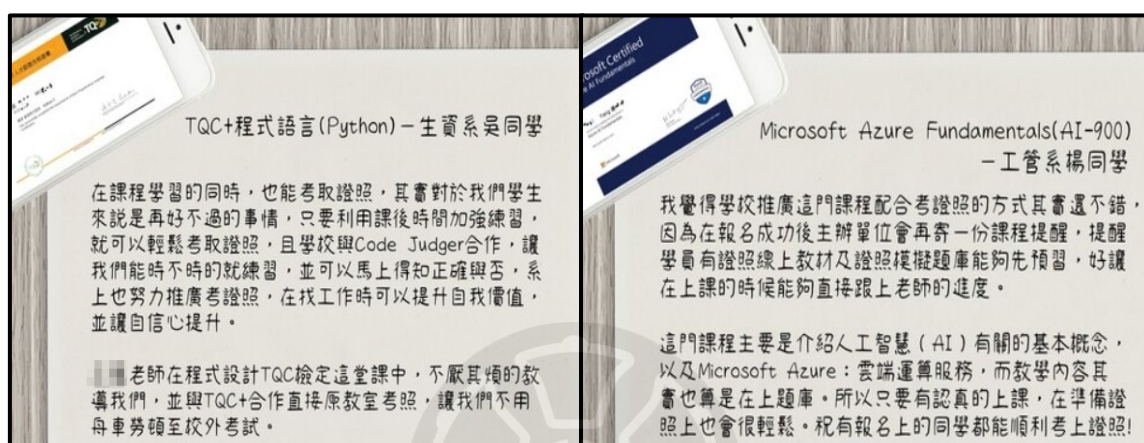 TQC+程式語言(Python)－生資系吳同學
在課程學習的同時，也能考取證照，其實對於我們學生
來說是再好不過的事情，只要利用課後時間加強練習，
就可以輕鬆考取證照，且學校與Code Judger合作，讓
我們能時不時的就練習，並可以馬上得知正確與否，系
上也努力推廣考證照，在找工作時可以提升自我價值，
並讓自信心提升。
老師在程式設計TQC檢定這堂課中，不厭其煩的教
導我們，並與TQC+合作直接原教室考照，讓我們不用
舟車勞頓至校外考試。
Microsoft Certified
AI Fundamentals
Microsoft Azure Fundamentals(AI-900)
－工管系楊同學
我覺得學校推廣這門課程配合考證照的方式其實還不錯，
因為在報名成功後主辦單位會再寄一份課程提醒，提醒
學員有證照線上教材及證照模擬題庫能夠先預習，好讓
在上課的時候能夠直接跟上老師的進度。
這門課程主要是介紹人工智慧（AI）有關的基本概念，
以及Microsoft Azure：雲端運算服務，而教學內容其
實也算是在上題庫。所以只要有認真的上課，在準備證
照上也會很輕鬆。祝有報名上的同學都能順利考上證照!